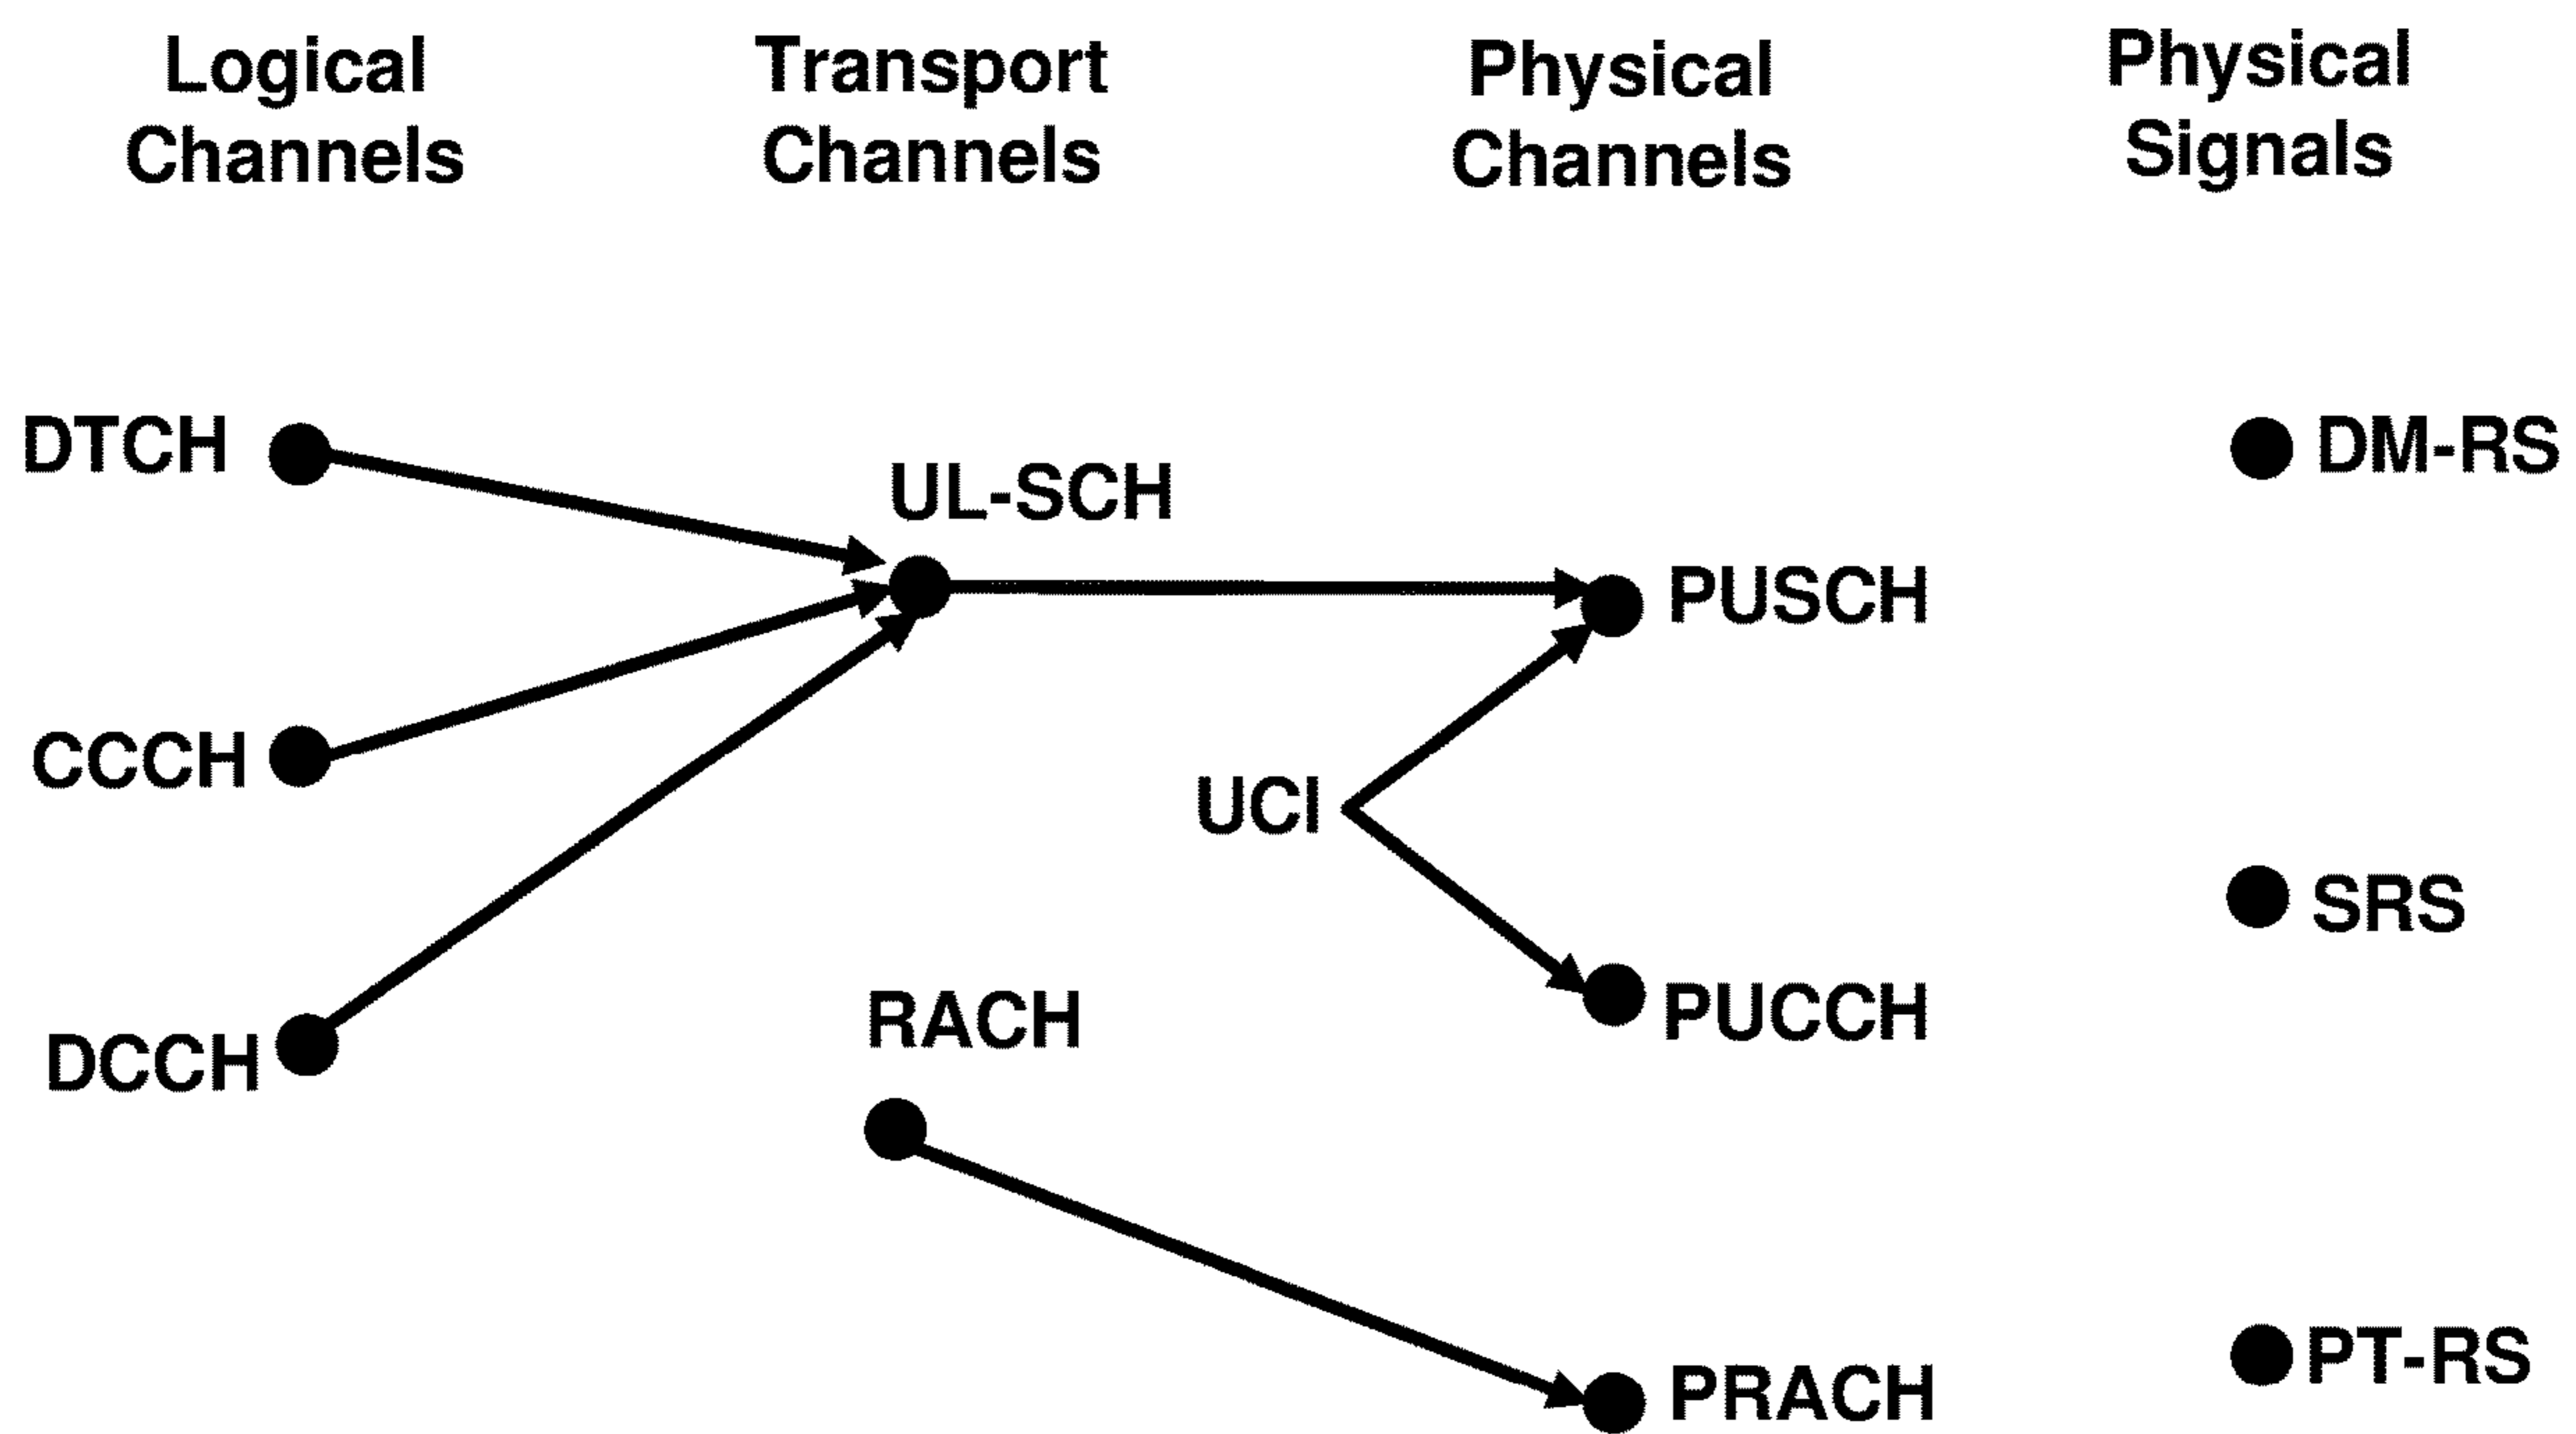 Logical
Channels
Transport
Channels
Physical
Channels
Physical
Signals
DTCH
UL-SCH
DM-RS
PUSCH
CCCH
UCI
SRS
DCCH
RACH
PUCCH
PRACH
PT-RS